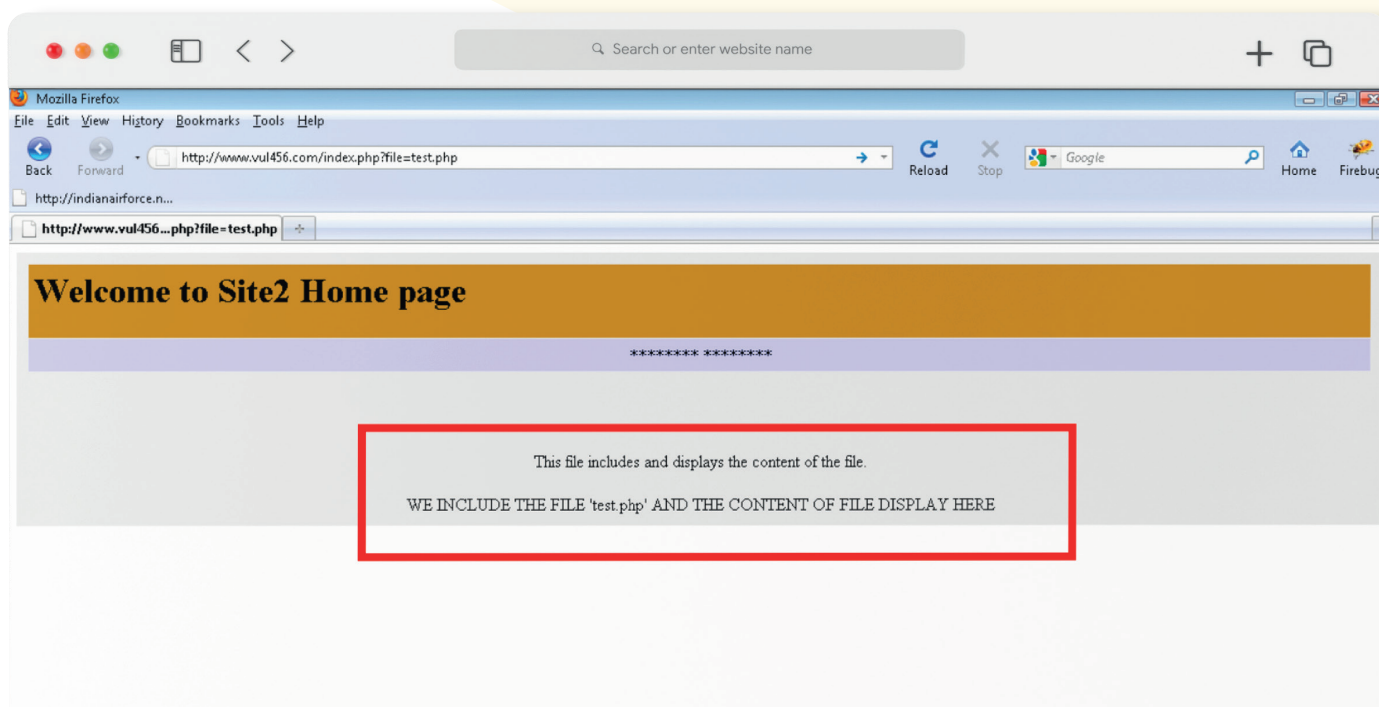 Search or enter website name
Mozilla Firefox
File Edit View History Bookmarks Tools Help
Back Forward http://www.vul456.com/index.php?file=test.php Reload Stop Google Home Firebug
http://indianairforce.n...
http://www.vul456...php?file=test.php
Welcome to Site2 Home page
******** ********
This file includes and displays the content of the file.
WE INCLUDE THE FILE 'test.php' AND THE CONTENT OF FILE DISPLAY HERE